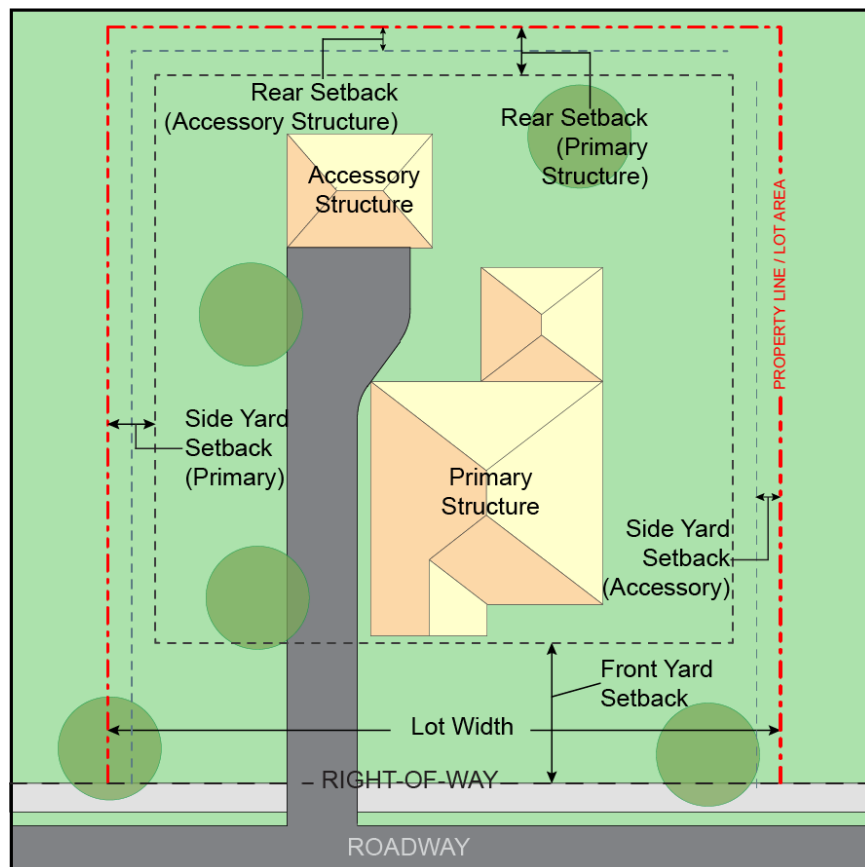 Rear Setback
(Accessory Structure)
Rear Setback
(Primary
Structure)
Accessory
Structure
PROPERTY LINE / LOT AREA
Side Yard
Setback
(Primary)
Primary
Structure
Side Yard
Setback
(Accessory)
Front Yard
Setback
Lot Width
RIGHT-OF-WAY
ROADWAY